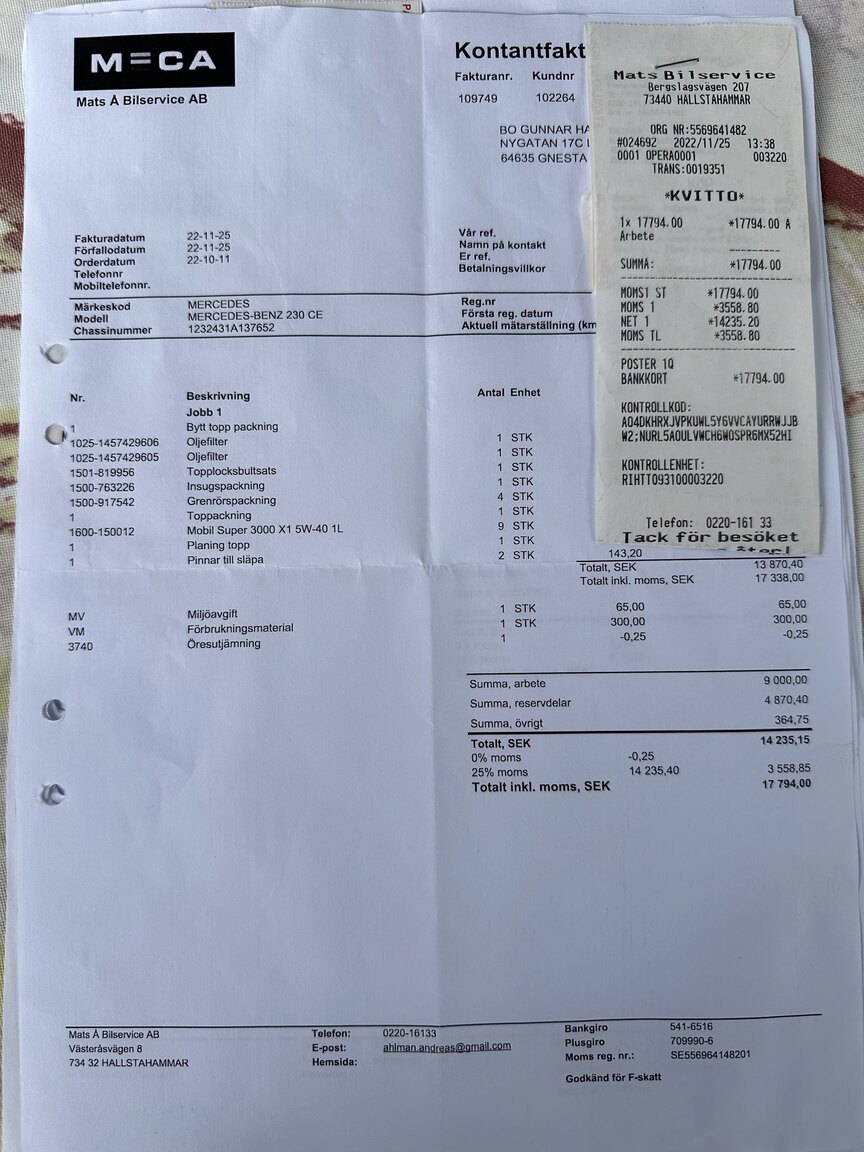 M=CA
Mats Å Bilservice AB
Kontantfakt
Fakturanr. Kundnr
109749 102264
BO GUNNAR HA
NYGATAN 17C
64635 GNESTA
Fakturadatum 22-11-25
Förfallodatum 22-11-25
Orderdatum 22-10-11
Telefonnr
Mobiltelefonnr.
Vår ref.
Namn på kontakt
Er ref.
Betalningsvillkor
Märkeskod MERCEDES
Modell MERCEDES-BENZ 230 CE
Chassinummer 1232431A137652
Reg.nr
Första reg. datum
Aktuell mätarställning (km
Nr. Beskrivning Antal Enhet
Jobb 1
1 Bytt topp packning
1025-1457429606 Oljefilter 1 STK
1025-1457429605 Oljefilter 1 STK
1501-819956 Topplocksbultsats 1 STK
1500-763226 Insugspackning 1 STK
1500-917542 Grenrörspackning 4 STK
1 Toppackning 1 STK
1600-150012 Mobil Super 3000 X1 5W-40 1L 9 STK
1 Planing topp 1 STK
1 Pinnar till släpa 2 STK 143,20
Totalt, SEK 13 870,40
Totalt inkl. moms, SEK 17 338,00
MV Miljöavgift 1 STK 65,00 65,00
VM Förbrukningsmaterial 1 STK 300,00 300,00
3740 Öresutjämning 1 -0,25 -0,25
Summa, arbete 9 000,00
Summa, reservdelar 4 870,40
Summa, övrigt 364,75
Totalt, SEK 14 235,15
0% moms -0,25
25% moms 14 235,40 3 558,85
Totalt inkl. moms, SEK 17 794,00
Mats Å Bilservice AB
Västeråsvägen 8
734 32 HALLSTAHAMMAR
Telefon: 0220-16133
E-post: ahlman.andreas@gmail.com
Hemsida:
Bankgiro 541-6516
Plusgiro 709990-6
Moms reg. nr.: SE556964148201
Godkänd för F-skatt
Mats Bilservice
Bergslagsvägen 207
73440 HALLSTAHAMMAR
ORG NR:5569641482
#024692 2022/11/25 13:38
0001 OPERA0001 003220
TRANS:0019351
*KVITTO*
1x 17794.00 *17794.00 A
Arbete
SUMMA: *17794.00
MOMS1 ST *17794.00
MOMS 1 *3558.80
NET 1 *14235.20
MOMS TL *3558.80
POSTER 1Q
BANKKORT *17794.00
KONTROLLKOD:
AO4DKHRXJVPKUWL5Y6VVCAYURRWJJB
W2;NURL5AOULVWCH6WOSPR6MX52HI
KONTROLLENHET:
RIHTT093100003220
Telefon: 0220-161 33
Tack för besöket